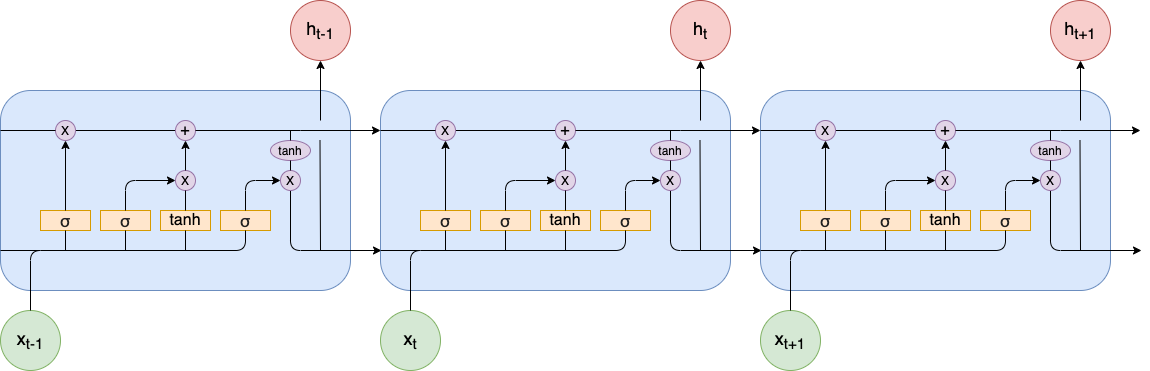 h_{t-1} h_t h_{t+1}
x + x + x +
tanh tanh tanh
x x x x x x
σ σ tanh σ σ σ tanh σ σ σ tanh σ
x_{t-1} x_t x_{t+1}